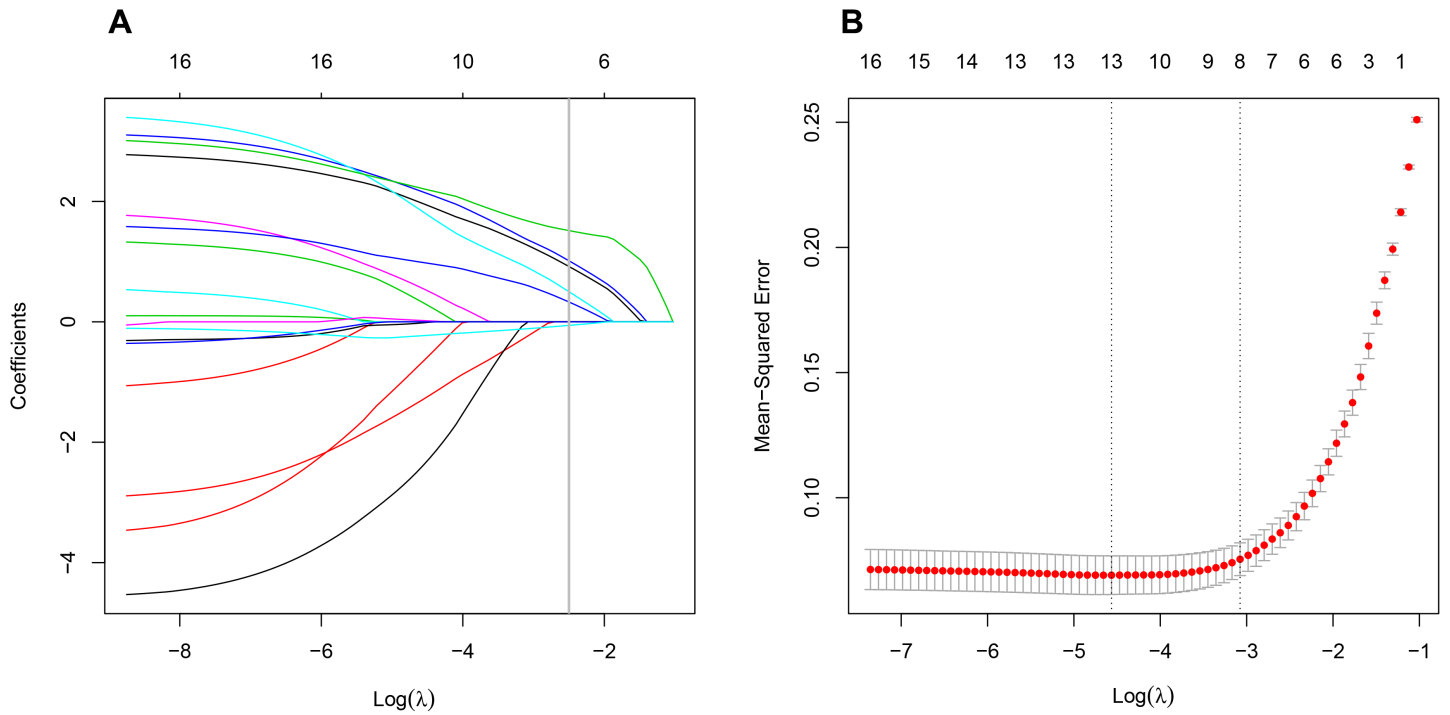 A
16 16 10 6
Coefficients
2
0
−2
−4
−8 −6 −4 −2
Log(λ)
B
16 15 14 13 13 13 10 9 8 7 6 6 3 1
Mean−Squared Error
0.25
0.20
0.15
0.10
−7 −6 −5 −4 −3 −2 −1
Log(λ)